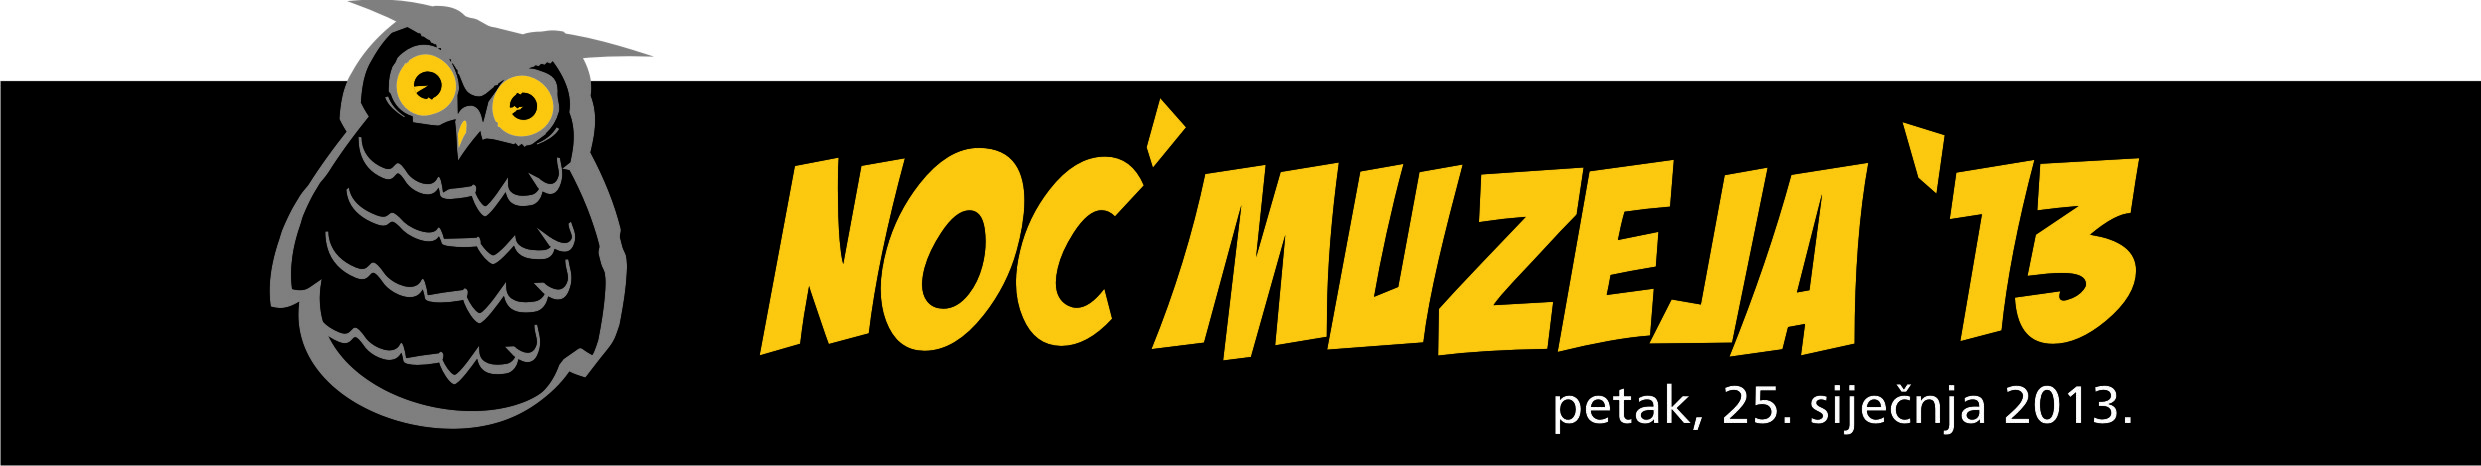 NOĆ MUZEJA `13
petak, 25. siječnja 2013.